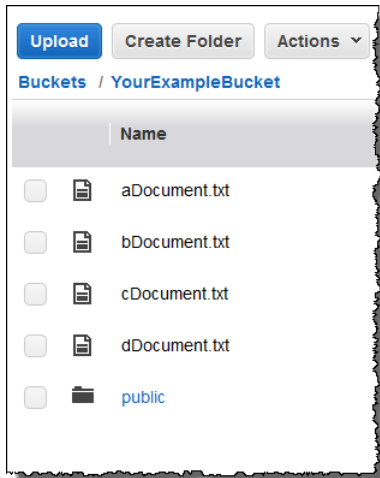 Upload Create Folder Actions
Buckets / YourExampleBucket
Name
aDocument.txt
bDocument.txt
cDocument.txt
dDocument.txt
public